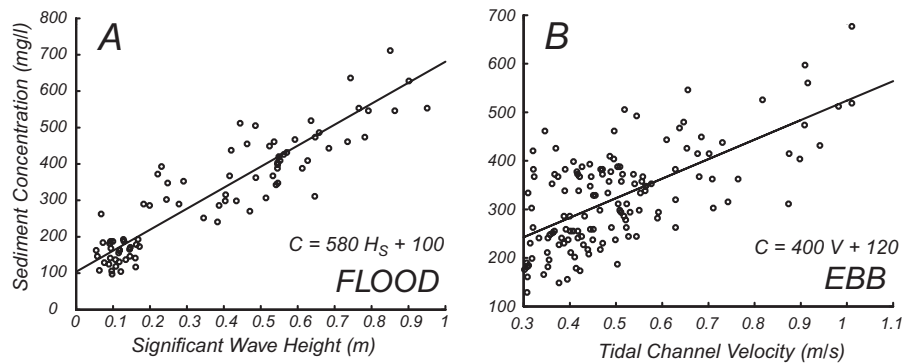 A
Sediment Concentration (mg/l)
800
700
600
500
400
300
200
100
0
C = 580 HS + 100
FLOOD
0 0.1 0.2 0.3 0.4 0.5 0.6 0.7 0.8 0.9 1
Significant Wave Height (m)
B
700
600
500
400
300
200
100
C = 400 V + 120
EBB
0.3 0.4 0.5 0.6 0.7 0.8 0.9 1 1.1
Tidal Channel Velocity (m/s)